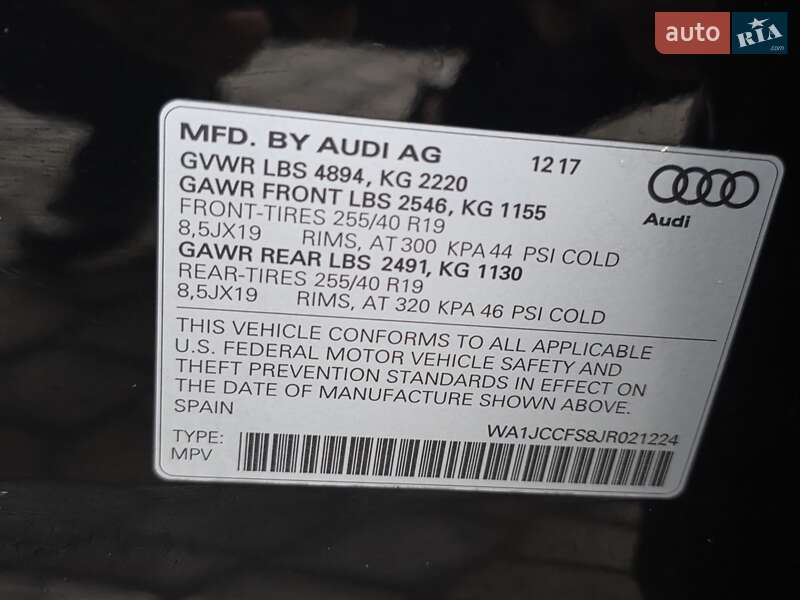 auto RIA
.com
MFD. BY AUDI AG 12 17
GVWR LBS 4894, KG 2220
GAWR FRONT LBS 2546, KG 1155
FRONT-TIRES 255/40 R19
8,5JX19 RIMS, AT 300 KPA 44 PSI COLD
GAWR REAR LBS 2491, KG 1130
REAR-TIRES 255/40 R19
8,5JX19 RIMS, AT 320 KPA 46 PSI COLD
Audi
THIS VEHICLE CONFORMS TO ALL APPLICABLE
U.S. FEDERAL MOTOR VEHICLE SAFETY AND
THEFT PREVENTION STANDARDS IN EFFECT ON
THE DATE OF MANUFACTURE SHOWN ABOVE.
SPAIN
WA1JCCFS8JR021224
TYPE:
MPV